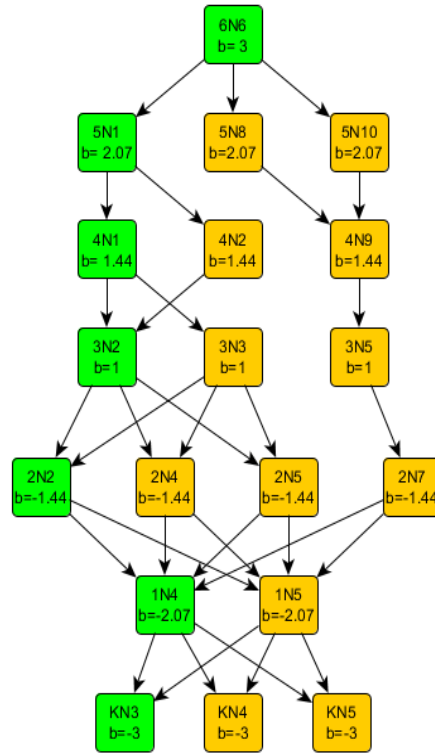 6N6
b= 3
5N1
b= 2.07
5N8
b=2.07
5N10
b=2.07
4N1
b= 1.44
4N2
b=1.44
4N9
b=1.44
3N2
b=1
3N3
b=1
3N5
b=1
2N2
b=-1.44
2N4
b=-1.44
2N5
b=-1.44
2N7
b=-1.44
1N4
b=-2.07
1N5
b=-2.07
KN3
b=-3
KN4
b=-3
KN5
b=-3